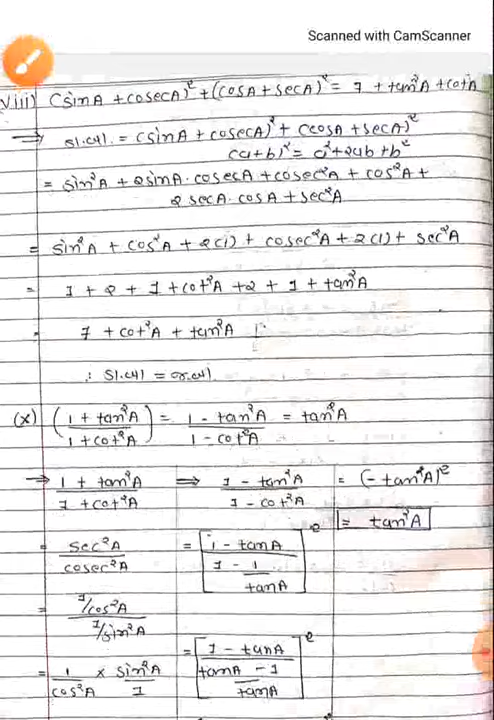 Scanned with CamScanner
viii) (sinA + cosecA)² + (cosA + secA)² = 7 + tan²A + cot²A
→ ડા.બા. = (sinA + cosecA)² + (cosA + secA)²
(a+b)² = a² + 2ab + b²
= sin²A + 2sinA · cosecA + cosec²A + cos²A +
2 secA · cosA + sec²A
= sin²A + cos²A + 2(1) + cosec²A + 2(1) + sec²A
= 1 + 2 + 1 + cot²A + 2 + 1 + tan²A
= 7 + cot²A + tan²A
∴ ડા.બા = જ.બા.
(x) (1 + tan²A / 1 + cot²A) = 1 - tan²A / 1 - cot²A = tan²A
→ 1 + tan²A / 1 + cot²A ⇒ 1 - tan²A / 1 - cot²A = (- tan²A)²
= tan²A
= sec²A / cosec²A = [1 - tanA / 1 - 1/tanA]²
= 1/cos²A / 1/sin²A
= 1/cos²A × sin²A/1 = [1 - tanA / tanA - 1/tanA]²